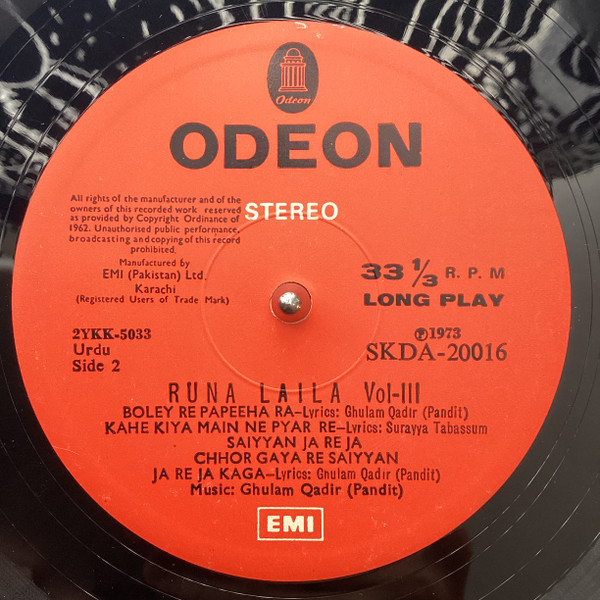 Odeon
ODEON
All rights of the manufacturer and of the
owners of this recorded work reserved
as provided by Copyright Ordinance of
1962. Unauthorised public performance,
broadcasting and copying of this record
prohibited.
STEREO
Manufactured by
EMI (Pakistan) Ltd.
Karachi
(Registered Users of Trade Mark)
33 1/3 R. P. M
LONG PLAY
2YKK-5033
Urdu
Side 2
℗1973
SKDA-20016
RUNA LAILA Vol-III
BOLEY RE PAPEEHA RA–Lyrics: Ghulam Qadir (Pandit)
KAHE KIYA MAIN NE PYAR RE–Lyrics: Surayya Tabassum
SAIYYAN JA RE JA
CHHOR GAYA RE SAIYYAN
JA RE JA KAGA–Lyrics: Ghulam Qadir (Pandit)
Music: Ghulam Qadir (Pandit)
EMI